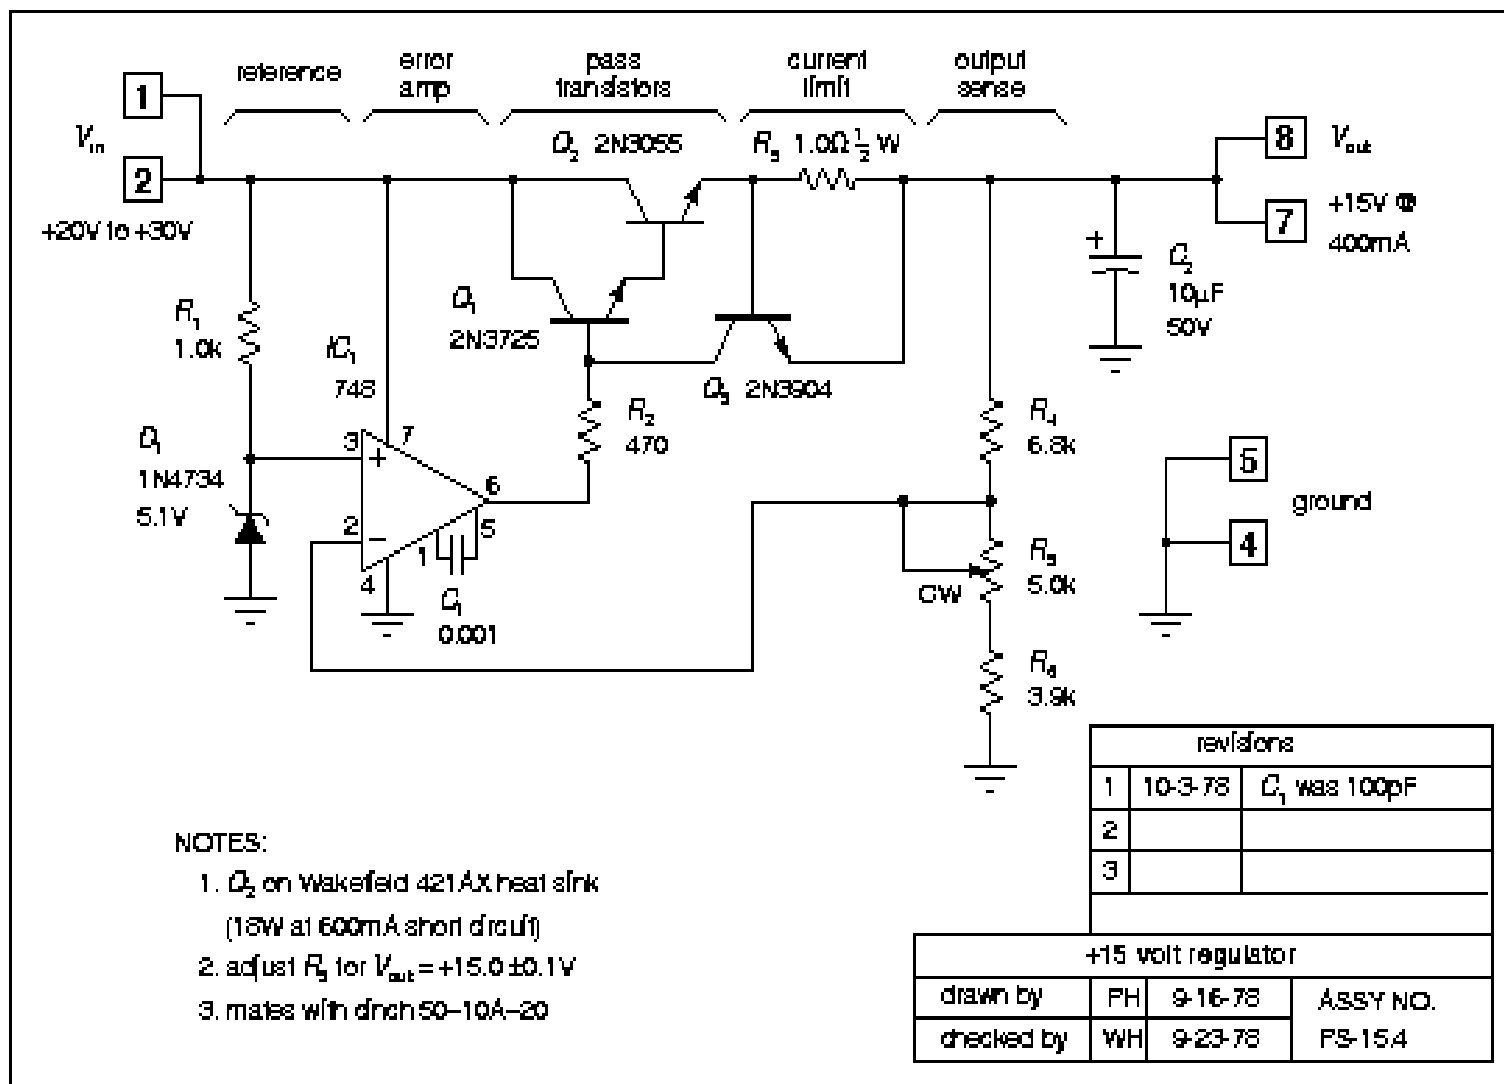 reference
error
amp
pass
transistors
current
limit
output
sense
1
V_in
2
+20V to +30V
Q₂ 2N3055
R₃ 1.0Ω ½ W
8
V_out
7
+15V @
400mA
R₁
1.0k
IC₁
748
Q₁
2N3725
Q₃ 2N3904
C₂
10μF
50V
D₁
1N4734
5.1V
3
+
7
2
−
6
5
1
4
C₁
0.001
R₂
470
R₄
6.8k
CW
R₅
5.0k
R₆
3.9k
5
ground
4
NOTES:
1. Q₂ on Wakefield 421AX heat sink
(18W at 600mA short circuit)
2. adjust R₅ for V_out = +15.0 ±0.1V
3. mates with cinch 50–10A–20
revisions
1 10-3-78 C₁ was 100pF
2
3
+15 volt regulator
drawn by PH 9-16-78
checked by WH 9-23-78
ASSY NO.
PS-15.4
+